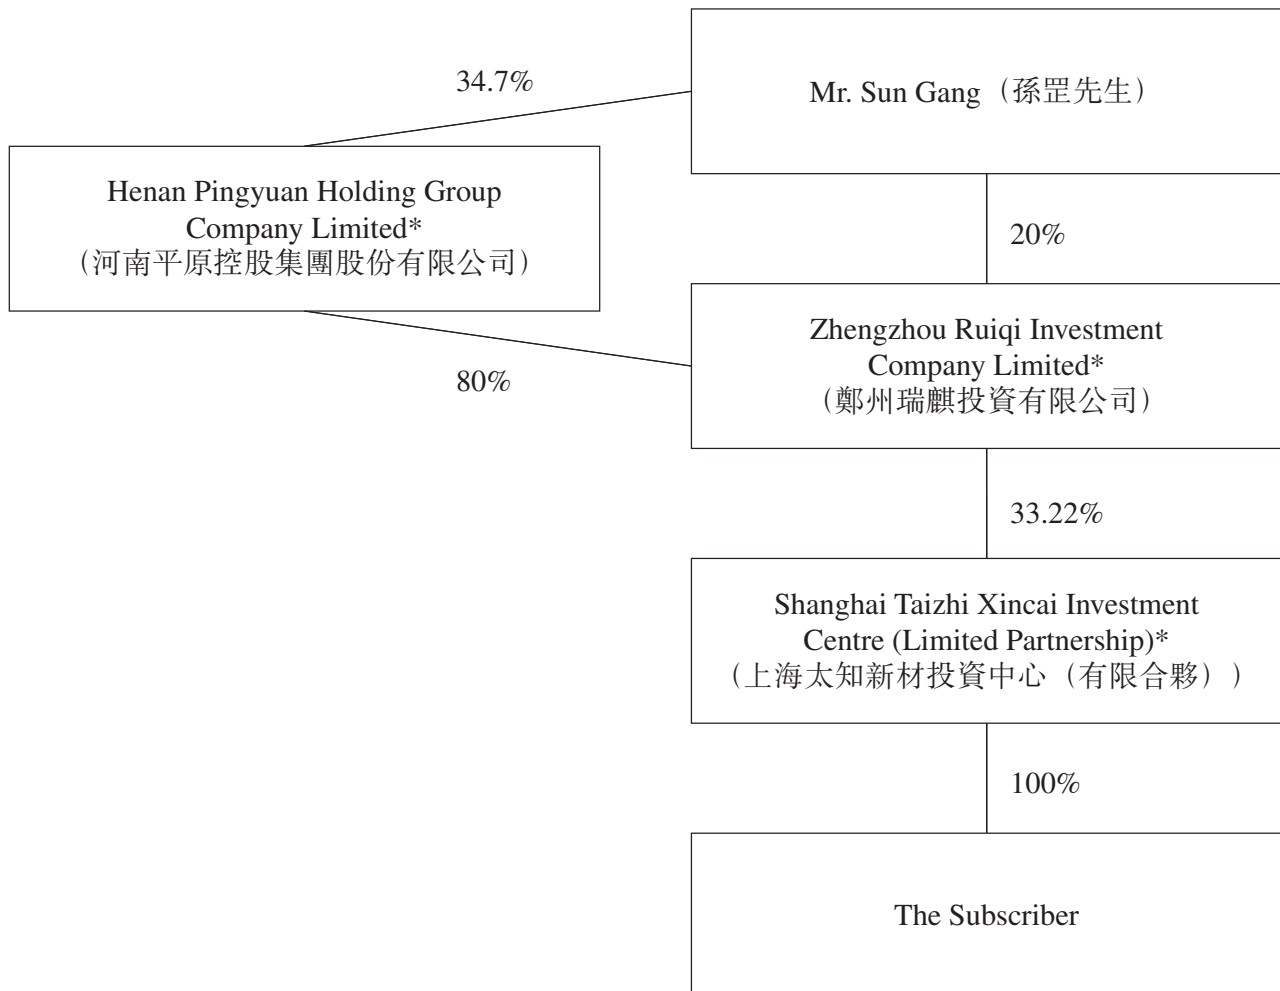 34.7%
Mr. Sun Gang（孫罡先生）
Henan Pingyuan Holding Group
Company Limited*
（河南平原控股集團股份有限公司）
20%
80%
Zhengzhou Ruiqi Investment
Company Limited*
（鄭州瑞麒投資有限公司）
33.22%
Shanghai Taizhi Xincai Investment
Centre (Limited Partnership)*
（上海太知新材投資中心（有限合夥））
100%
The Subscriber